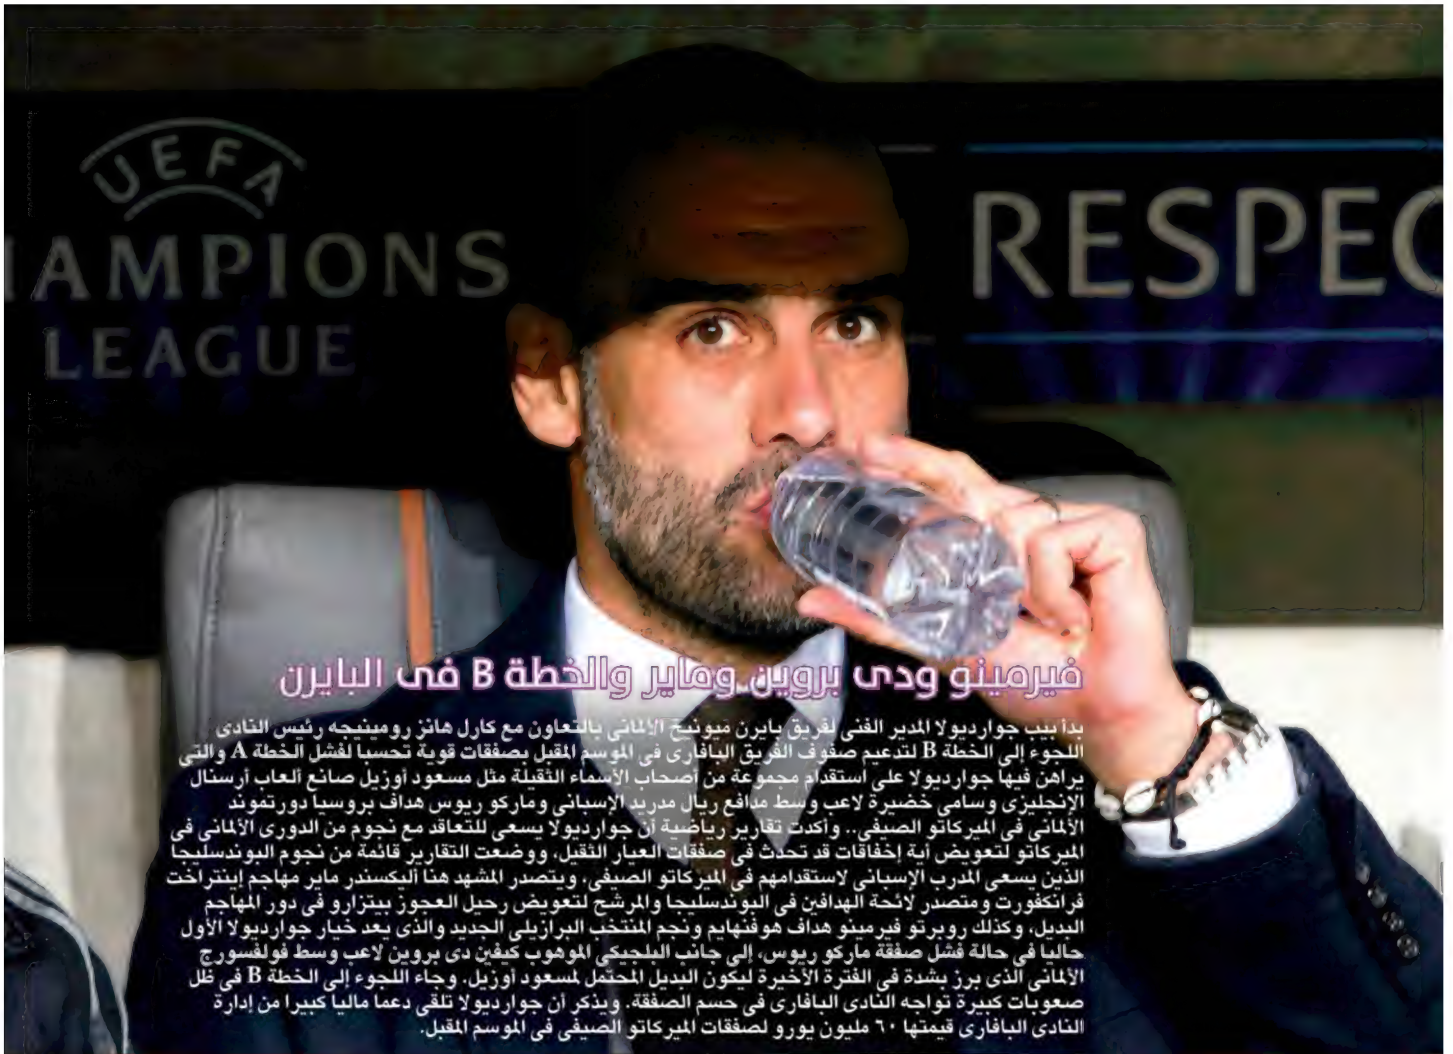 UEFA
HAMPIONS
LEAGUE
RESPEC
فيرمينو ودى بروين وماير والخطة B فى البايرن
بدأ بيب جوارديولا المدير الفنى لفريق بايرن ميونيخ الألمانى بالتعاون مع كارل هانز رومينيجه رئيس النادى
اللجوء إلى الخطة B لتدعيم صفوف الفريق البافارى فى الموسم المقبل بصفقات قوية تحسبا لفشل الخطة A والتى
يراهن فيها جوارديولا على استقدام مجموعة من أصحاب الأسماء الثقيلة مثل مسعود أوزيل صانع ألعاب أرسنال
الإنجليزى وسامى خضيرة لاعب وسط مدافع ريال مدريد الإسبانى وماركو ريوس هداف بروسيا دورتموند
الألمانى فى الميركاتو الصيفى.. وأكدت تقارير رياضية أن جوارديولا يسعى للتعاقد مع نجوم من الدورى الألمانى فى
الميركاتو لتعويض أية إخفاقات قد تحدث فى صفقات العيار الثقيل، ووضعت التقارير قائمة من نجوم البوندسليجا
الذين يسعى المدرب الإسبانى لاستقدامهم فى الميركاتو الصيفى، ويتصدر المشهد هنا أليكسندر ماير مهاجم إينتراخت
فرانكفورت ومتصدر لائحة الهدافين فى البوندسليجا والمرشح لتعويض رحيل العجوز بيتزارو فى دور المهاجم
البديل، وكذلك روبرتو فيرمينو هداف هوفنهايم ونجم المنتخب البرازيلى الجديد والذى يعد خيار جوارديولا الأول
حاليا فى حالة فشل صفقة ماركو ريوس، إلى جانب البلجيكى الموهوب كيفين دى بروين لاعب وسط فولفسورج
الألمانى الذى برز بشدة فى الفترة الأخيرة ليكون البديل المحتمل لمسعود أوزيل، وجاء اللجوء إلى الخطة B فى ظل
صعوبات كبيرة تواجه النادى البافارى فى حسم الصفقة. ويذكر أن جوارديولا تلقى دعما ماليا كبيرا من إدارة
النادى البافارى قيمتها ٦٠ مليون يورو لصفقات الميركاتو الصيفى فى الموسم المقبل.